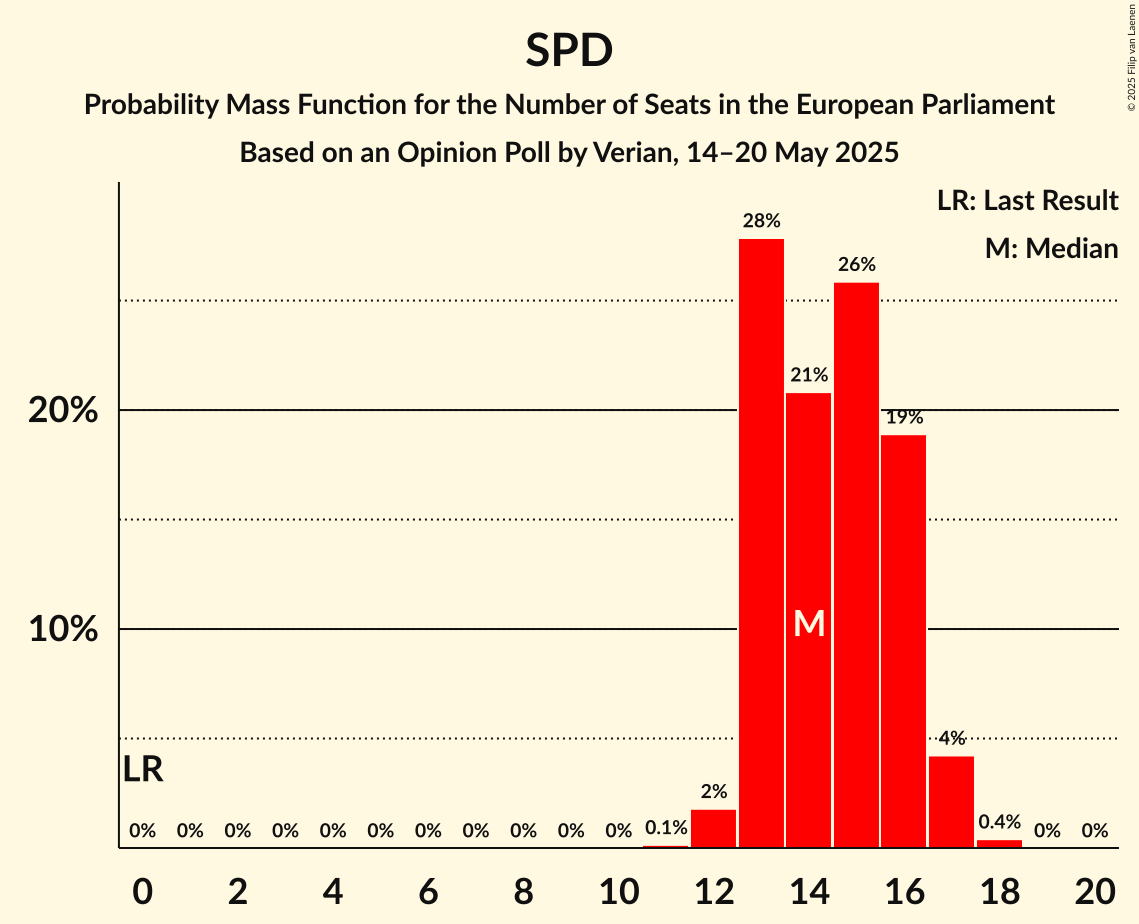 SPD
Probability Mass Function for the Number of Seats in the European Parliament
Based on an Opinion Poll by Verian, 14–20 May 2025
© 2025 Filip van Laenen
LR: Last Result
M: Median
28%
26%
21%
20%
19%
10%
M
4%
LR
2%
0% 0% 0% 0% 0% 0% 0% 0% 0% 0% 0% 0.1% 0.4% 0% 0%
0 2 4 6 8 10 12 14 16 18 20